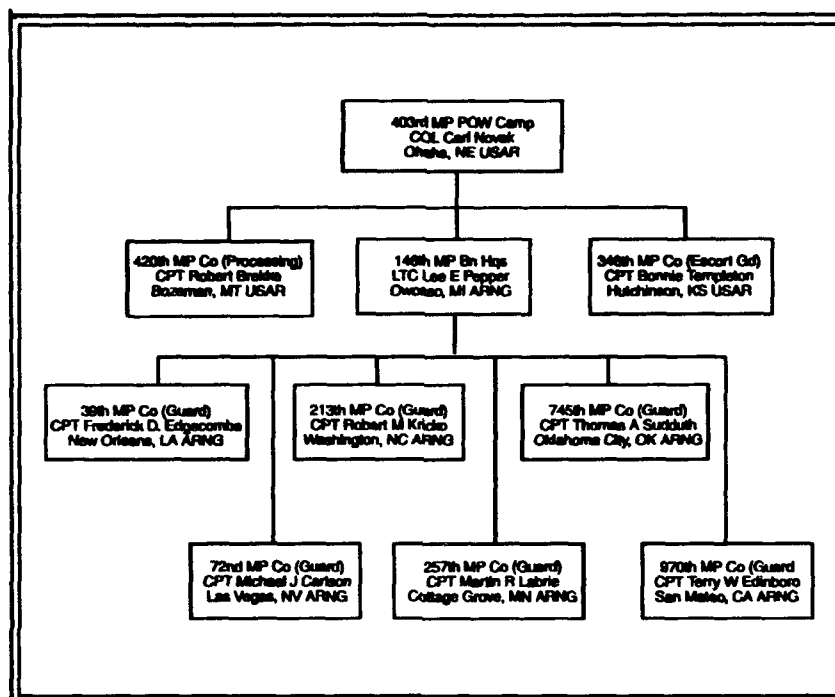 403rd MP POW Camp
COL Carl Novak
Omaha, NE USAR
420th MP Co (Processing)
CPT Robert Brekke
Bozeman, MT USAR
146th MP Bn Hqs
LTC Lee E Pepper
Owosso, MI ARNG
346th MP Co (Escort Gd)
CPT Bonnie Templeton
Hutchinson, KS USAR
39th MP Co (Guard)
CPT Frederick D. Edgecombe
New Orleans, LA ARNG
213th MP Co (Guard)
CPT Robert M Kricko
Washington, NC ARNG
745th MP Co (Guard)
CPT Thomas A Sudduth
Oklahoma City, OK ARNG
72nd MP Co (Guard)
CPT Michael J Carlson
Las Vegas, NV ARNG
257th MP Co (Guard)
CPT Martin R Labrie
Cottage Grove, MN ARNG
970th MP Co (Guard
CPT Terry W Edinboro
San Mateo, CA ARNG